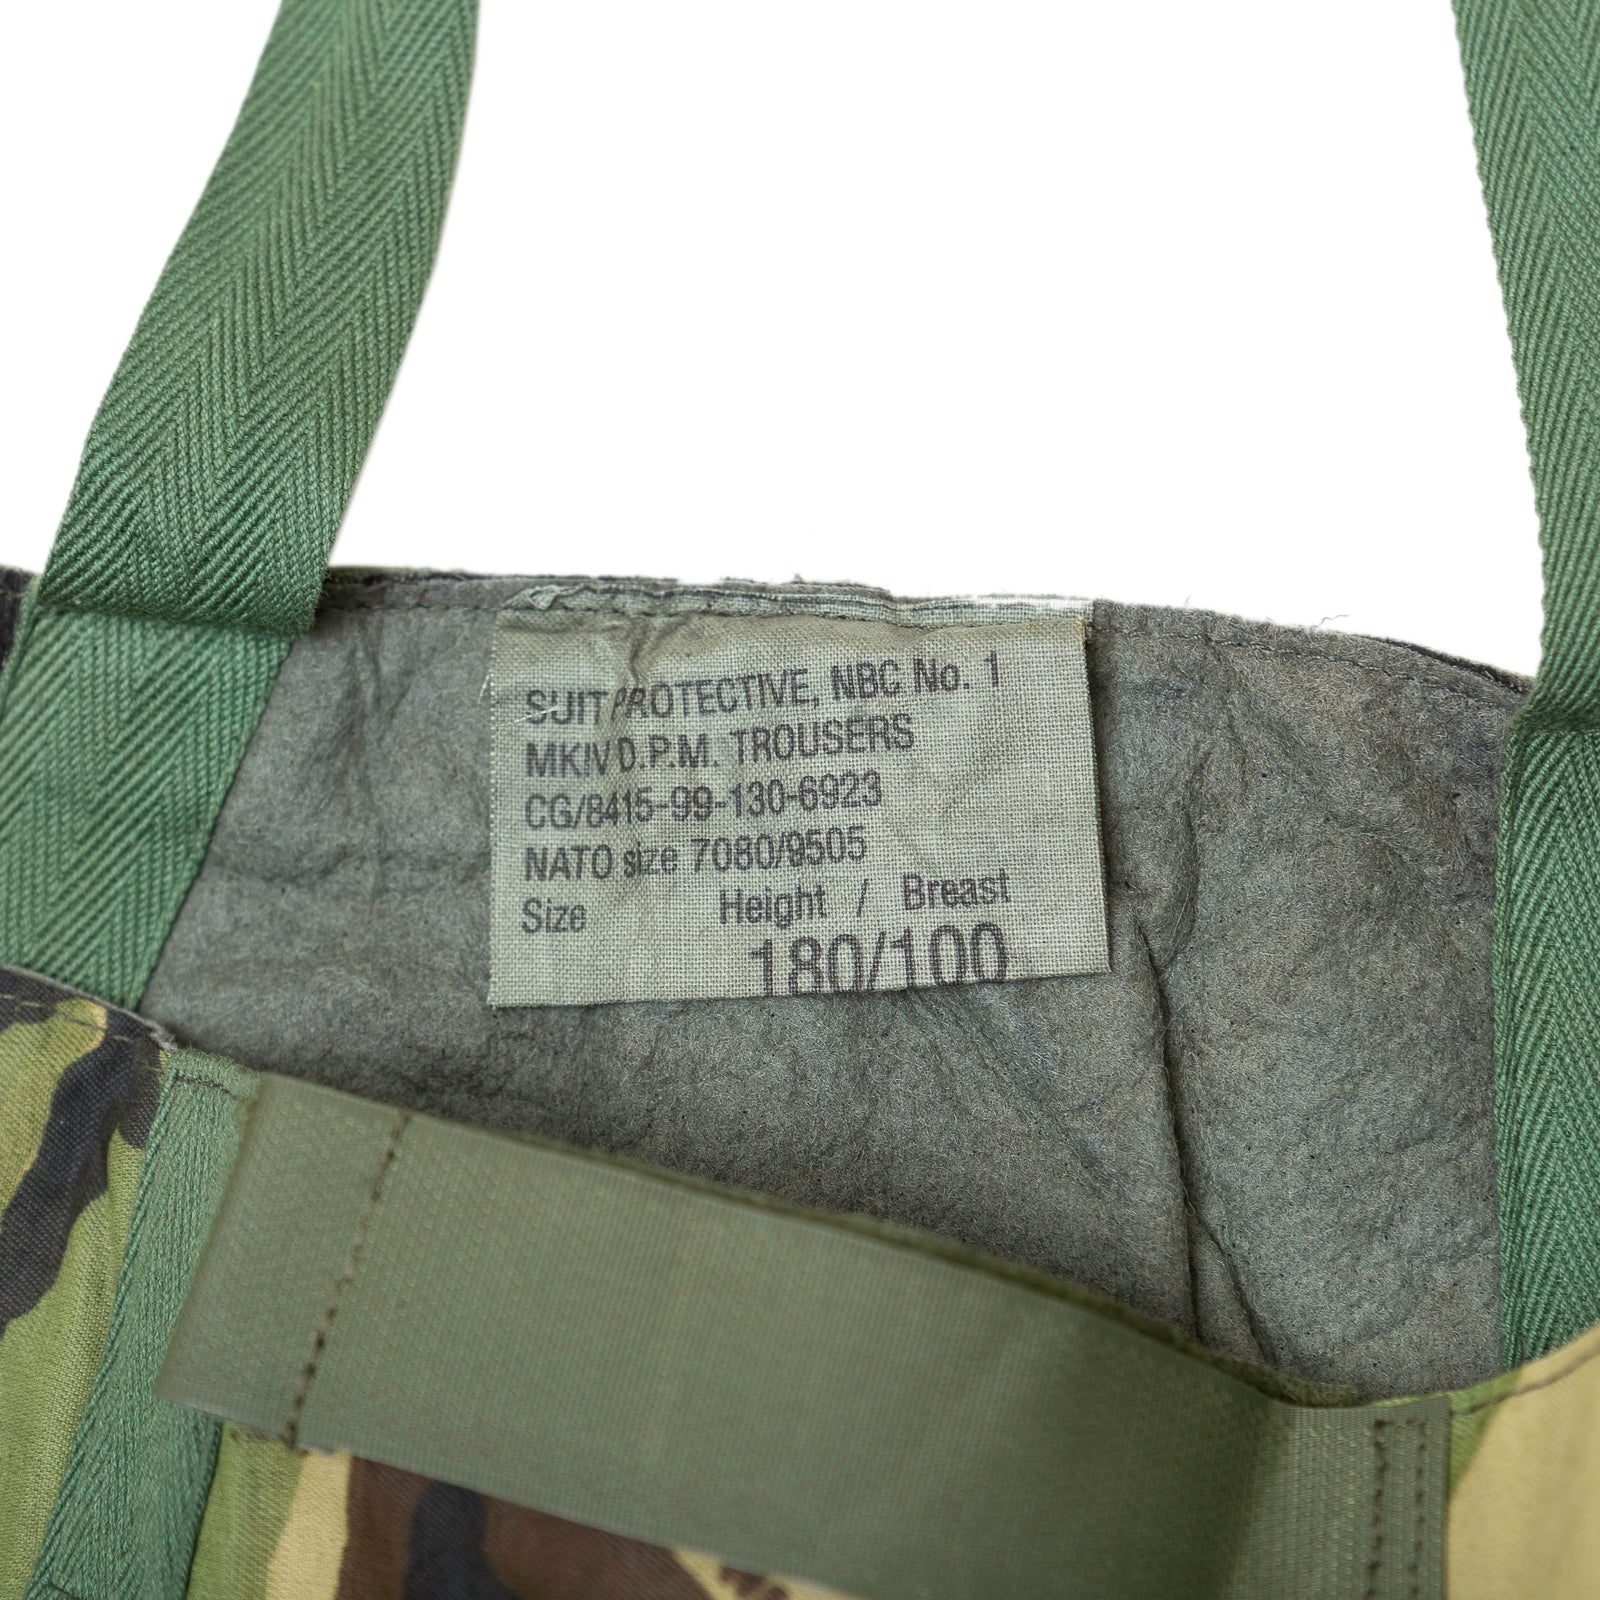 SUIT PROTECTIVE, NBC No. 1
MKIV D.P.M. TROUSERS
CG/8415-99-130-6923
NATO size 7080/9505
Size Height / Breast
180/100